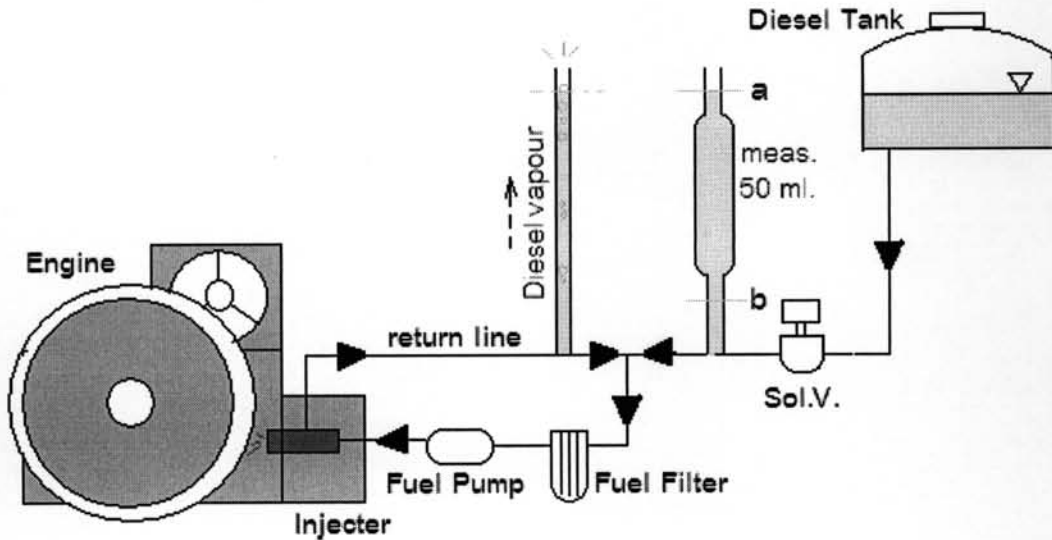 Diesel Tank
a
meas.
50 ml.
Diesel vapour
b
Engine
return line
Sol.V.
Fuel Pump
Fuel Filter
Injecter